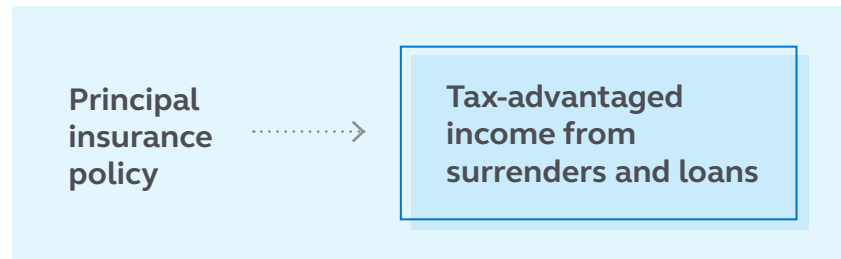 Principal
insurance
policy
Tax-advantaged
income from
surrenders and loans